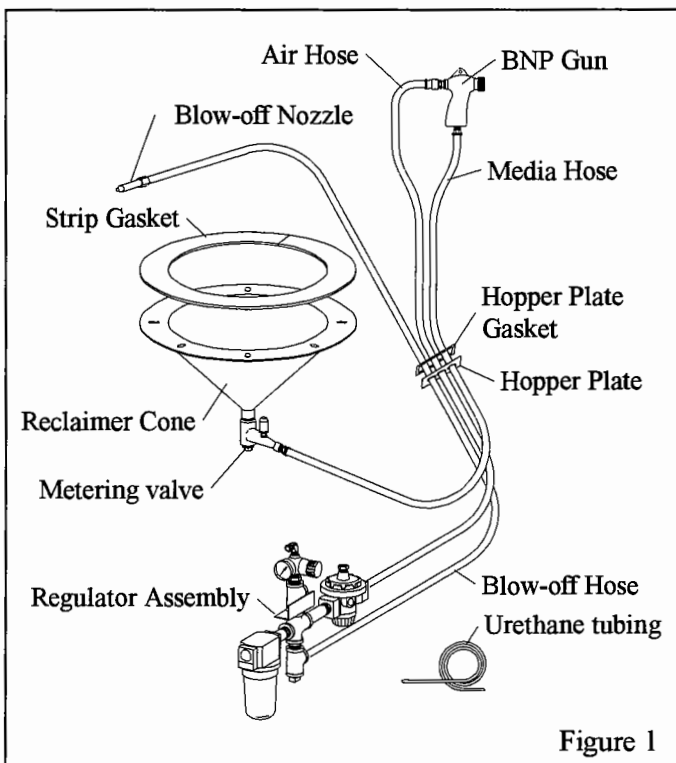 Air Hose
BNP Gun
Blow-off Nozzle
Media Hose
Strip Gasket
Hopper Plate
Gasket
Hopper Plate
Reclaimer Cone
Metering valve
Regulator Assembly
Blow-off Hose
Urethane tubing
Figure 1